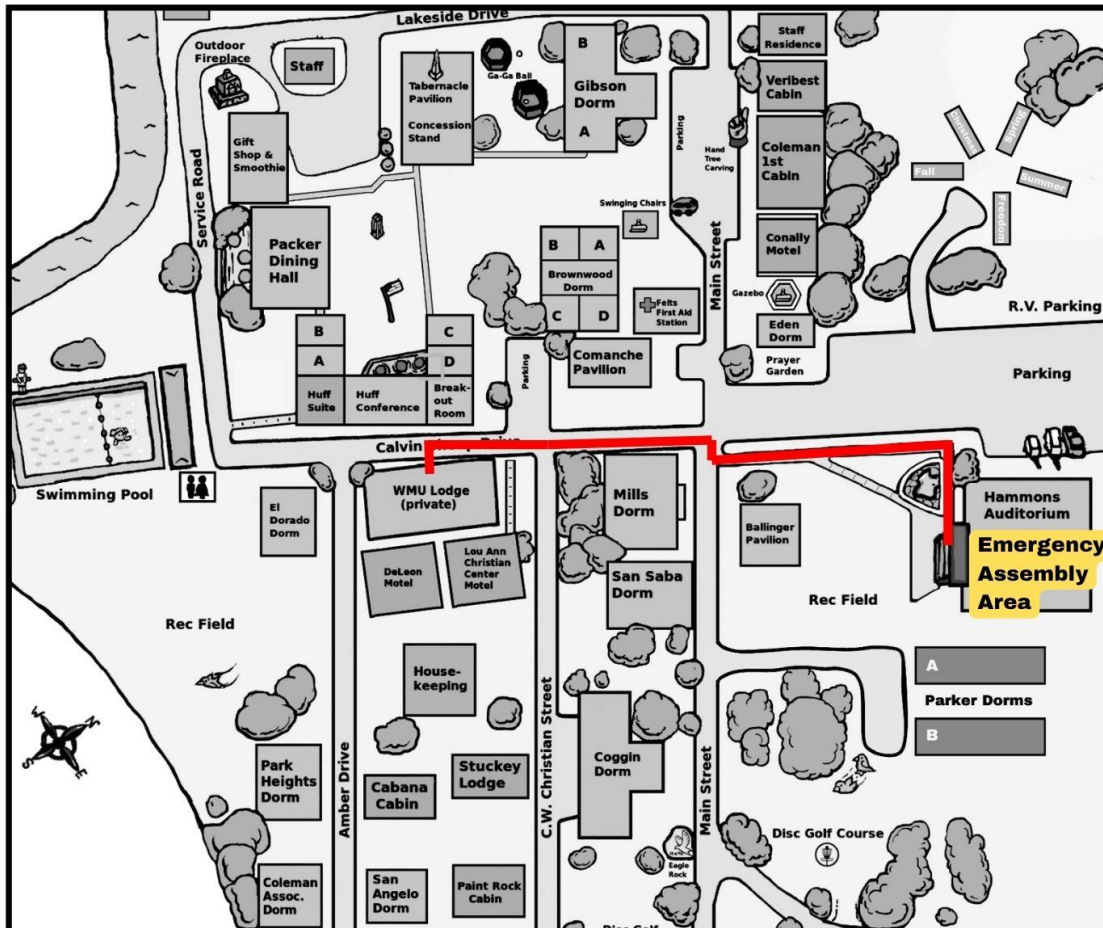 Lakeside Drive
Outdoor
Fireplace
Staff
Tabernacle
Pavilion
Concession
Stand
Ga-Ga Ball
B
Gibson
Dorm
A
Parking
Staff
Residence
Veribest
Cabin
Hand
Tree
Carving
Coleman
1st
Cabin
Christmas
Spring
Fall
Summer
Freedom
Gift
Shop &
Smoothie
Service Road
Packer
Dining
Hall
Swinging Chairs
B A
Brownwood
Dorm
C D
Felts
First Aid
Station
Main Street
Conally
Motel
Gazebo
Eden
Dorm
Prayer
Garden
R.V. Parking
Parking
B
A
Huff
Suite
Huff
Conference
C
D
Break-
out
Room
Parking
Comanche
Pavilion
Swimming Pool
Calvin Drive
WMU Lodge
(private)
El
Dorado
Dorm
DeLeon
Motel
Lou Ann
Christian
Center
Motel
Mills
Dorm
San Saba
Dorm
Ballinger
Pavilion
Hammons
Auditorium
Emergency
Assembly
Area
Rec Field
Rec Field
A
Parker Dorms
B
House-
keeping
W
N
S
E
Park
Heights
Dorm
Amber Drive
Cabana
Cabin
Stuckey
Lodge
C.W. Christian Street
Coggin
Dorm
Main Street
Disc Golf Course
Eagle
Rock
Coleman
Assoc.
Dorm
San
Angelo
Dorm
Paint Rock
Cabin
Disc Golf